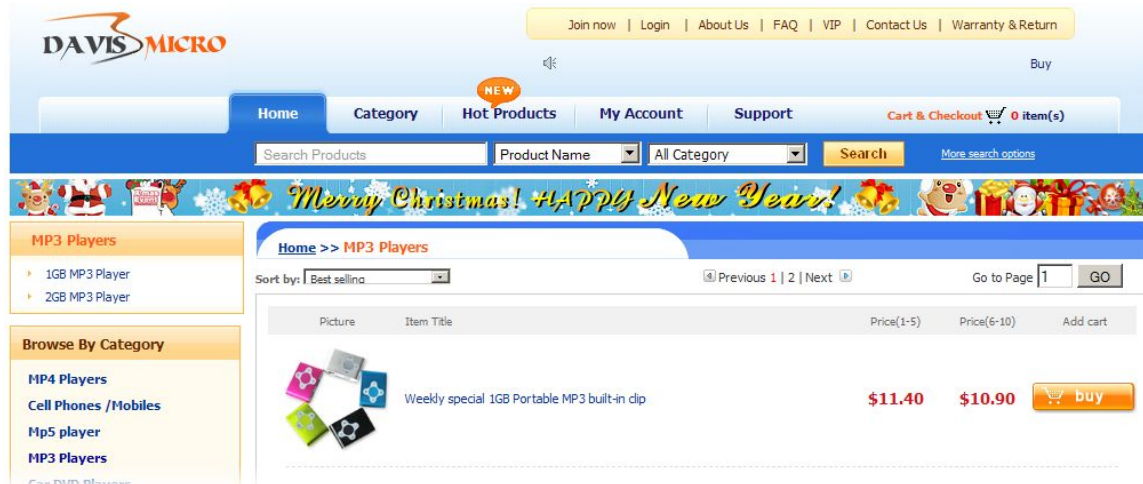 DAVIS MICRO
Join now | Login | About Us | FAQ | VIP | Contact Us | Warranty & Return
Buy
NEW
Home Category Hot Products My Account Support Cart & Checkout 0 item(s)
Search Products Product Name All Category Search More search options
Merry Christmas! HAPPY New Year!
MP3 Players
1GB MP3 Player
2GB MP3 Player
Browse By Category
MP4 Players
Cell Phones /Mobiles
Mp5 player
MP3 Players
Car DVD Players
Home >> MP3 Players
Sort by: Best selling Previous 1 | 2 | Next Go to Page 1 GO
Picture Item Title Price(1-5) Price(6-10) Add cart
Weekly special 1GB Portable MP3 built-in clip $11.40 $10.90 buy